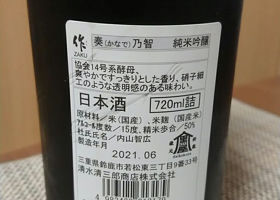 作 奏(かなで)乃智 純米吟醸
ZAKU
協会14号系酵母、
爽やかですっきりとした香り、硝子細
工のような透明感のある味わい。
日本酒 720ml詰
原材料／米(国産)、米麹(国産米)
アルコール度数／15度、精米歩合／50%
杜氏氏名／内山智広
製造年月
2021.06
三重県鈴鹿市若松東三丁目9番33号
清水清三郎商店株式会社